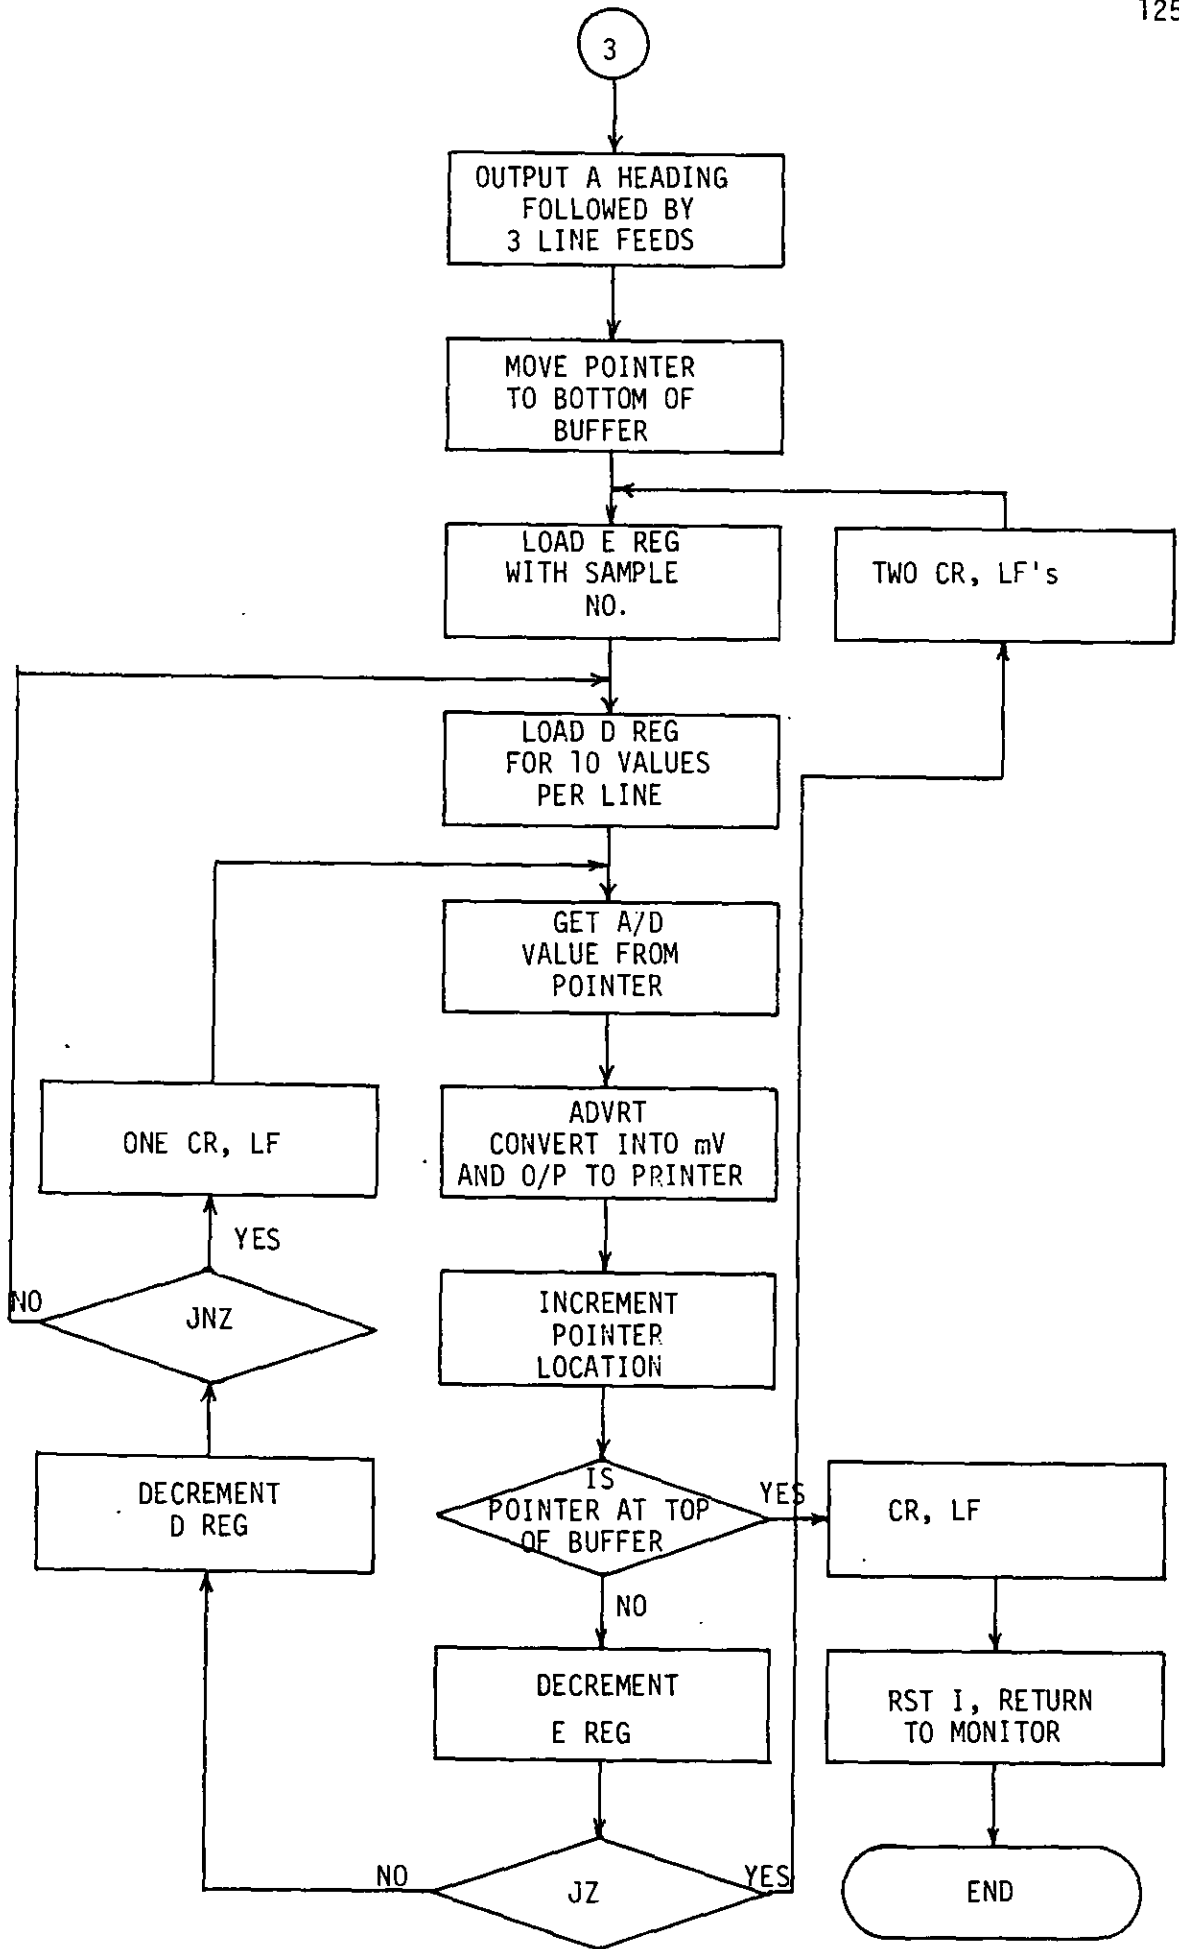 125
3
OUTPUT A HEADING
FOLLOWED BY
3 LINE FEEDS
MOVE POINTER
TO BOTTOM OF
BUFFER
LOAD E REG
WITH SAMPLE
NO.
TWO CR, LF's
LOAD D REG
FOR 10 VALUES
PER LINE
GET A/D
VALUE FROM
POINTER
ONE CR, LF
ADVRT
CONVERT INTO mV
AND O/P TO PRINTER
YES
NO
JNZ
INCREMENT
POINTER
LOCATION
DECREMENT
D REG
IS
POINTER AT TOP
OF BUFFER
YES
CR, LF
NO
DECREMENT
E REG
RST I, RETURN
TO MONITOR
NO
JZ
YES
END